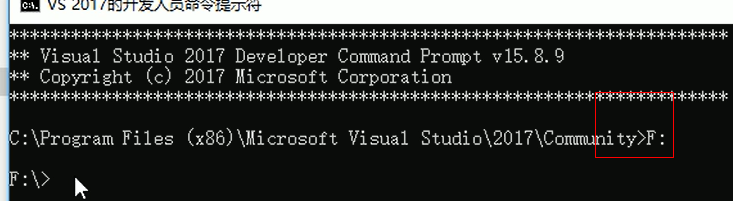 VS 2017的开发人员命令提示符
**********************************************************************
** Visual Studio 2017 Developer Command Prompt v15.8.9
** Copyright (c) 2017 Microsoft Corporation
**********************************************************************
C:\Program Files (x86)\Microsoft Visual Studio\2017\Community>F:
F:\>